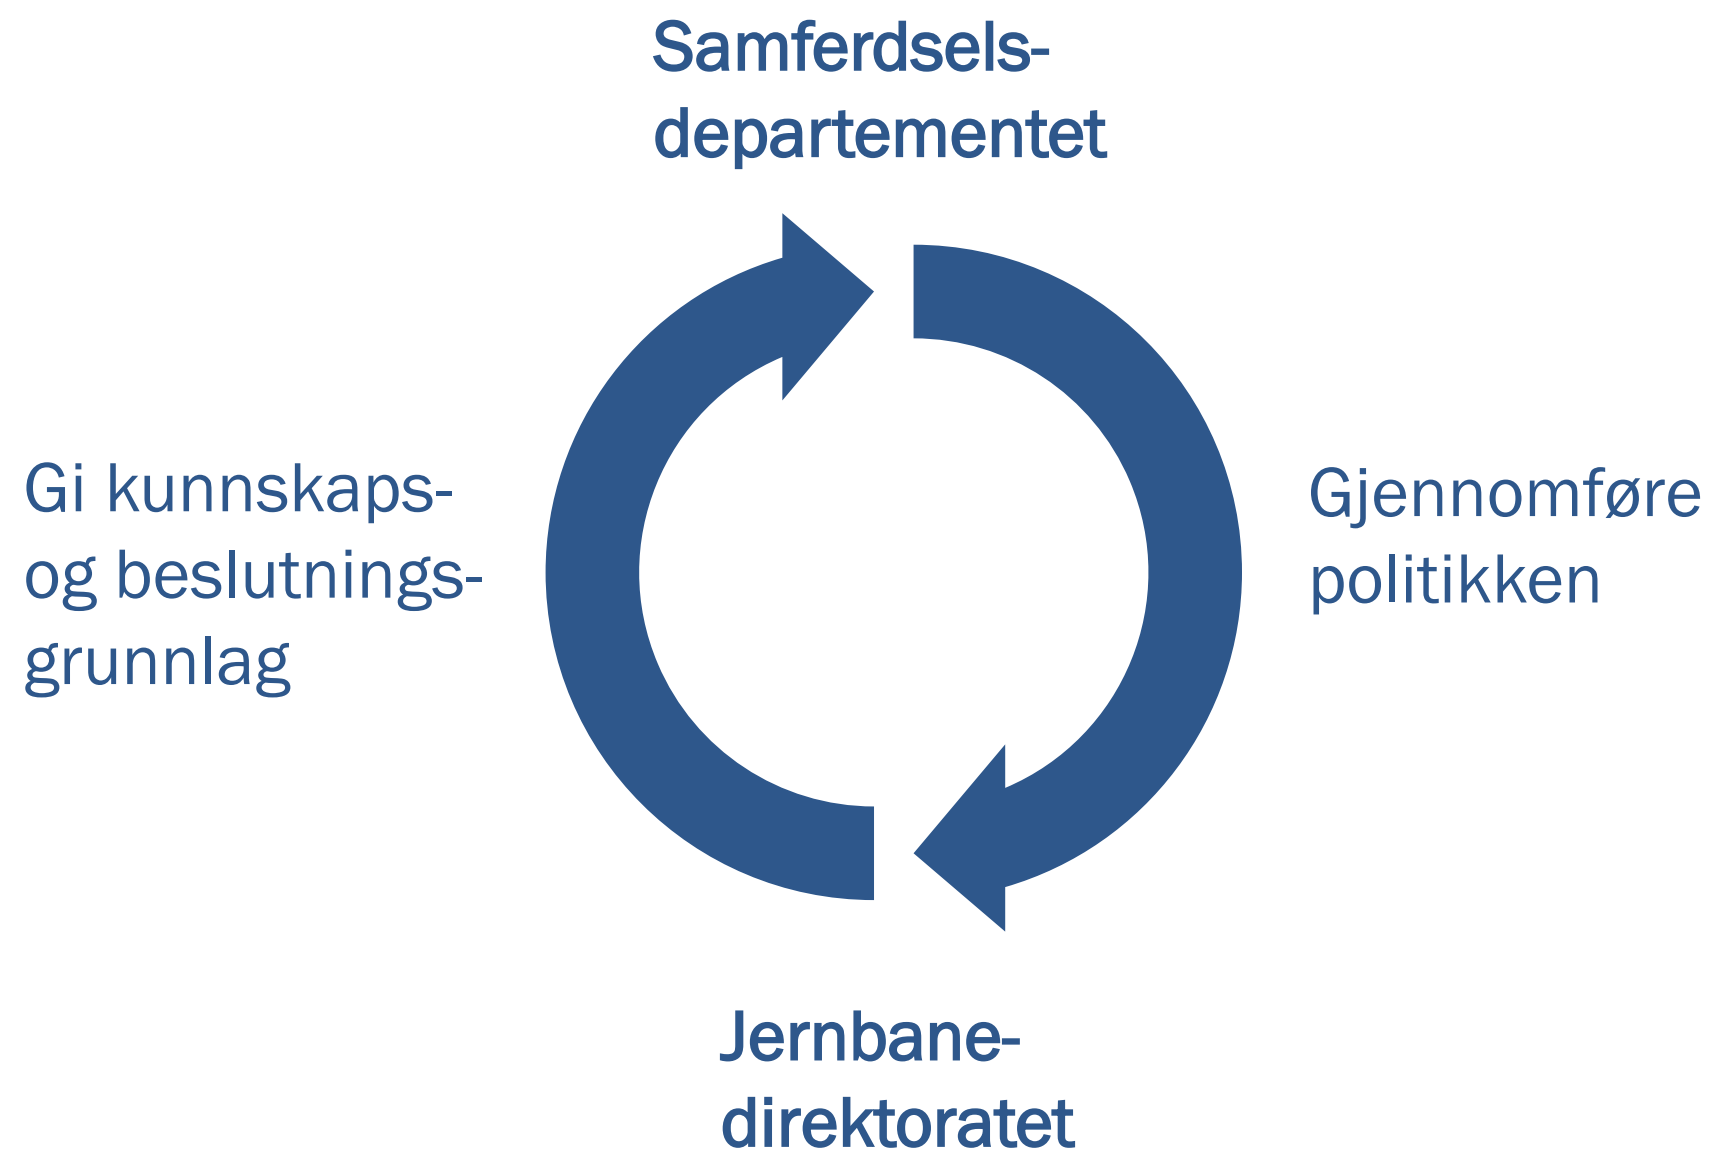 Samferdsels-
departementet
Gi kunnskaps-
og beslutnings-
grunnlag
Gjennomføre
politikken
Jernbane-
direktoratet